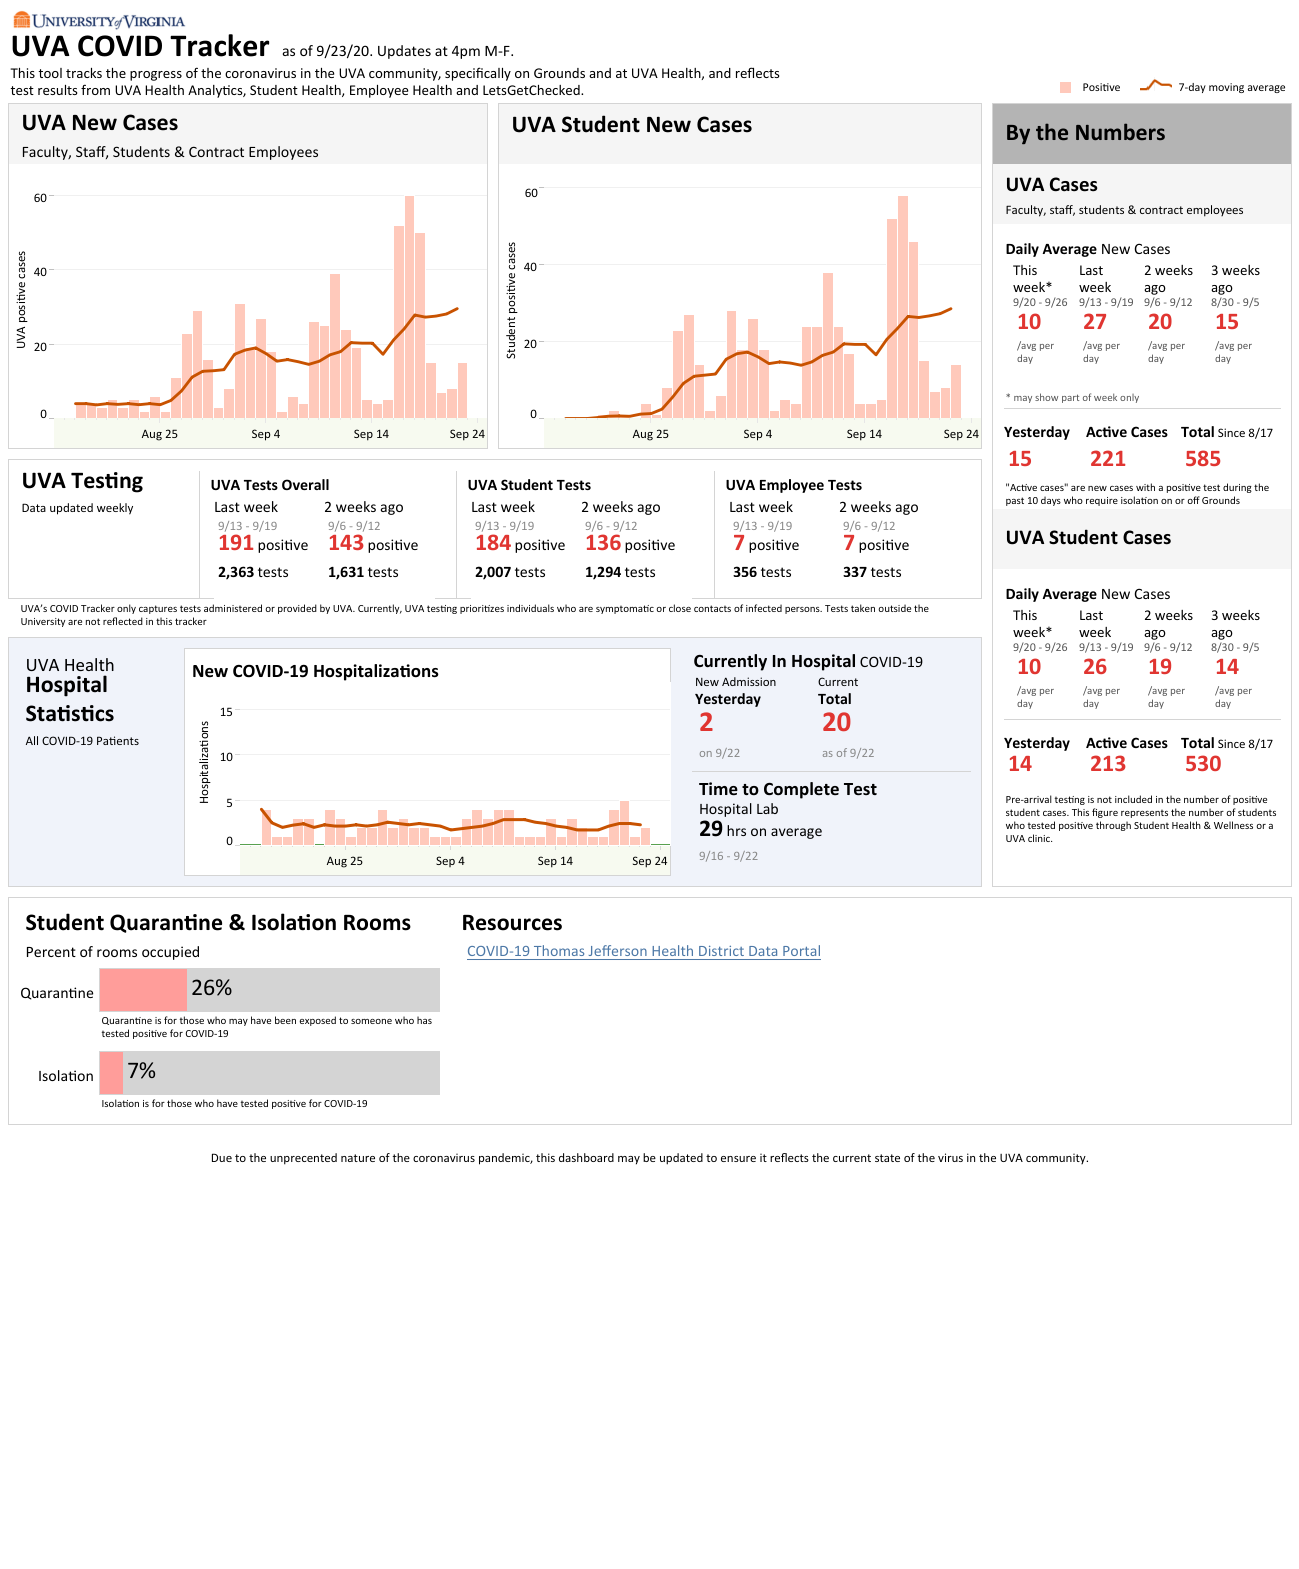 UNIVERSITY of VIRGINIA
UVA COVID Tracker as of 9/23/20. Updates at 4pm M-F.
This tool tracks the progress of the coronavirus in the UVA community, specifically on Grounds and at UVA Health, and reflects
test results from UVA Health Analytics, Student Health, Employee Health and LetsGetChecked.
Positive
7-day moving average
UVA New Cases
Faculty, Staff, Students & Contract Employees
60
40
20
0
UVA positive cases
Aug 25
Sep 4
Sep 14
Sep 24
UVA Student New Cases
60
40
20
0
Student positive cases
Aug 25
Sep 4
Sep 14
Sep 24
By the Numbers
UVA Cases
Faculty, staff, students & contract employees
Daily Average New Cases
This week* Last week 2 weeks ago 3 weeks ago
9/20 - 9/26 9/13 - 9/19 9/6 - 9/12 8/30 - 9/5
10 27 20 15
/avg per day /avg per day /avg per day /avg per day
* may show part of week only
Yesterday Active Cases Total Since 8/17
15 221 585
"Active cases" are new cases with a positive test during the
past 10 days who require isolation on or off Grounds
UVA Student Cases
Daily Average New Cases
This week* Last week 2 weeks ago 3 weeks ago
9/20 - 9/26 9/13 - 9/19 9/6 - 9/12 8/30 - 9/5
10 26 19 14
/avg per day /avg per day /avg per day /avg per day
Yesterday Active Cases Total Since 8/17
14 213 530
Pre-arrival testing is not included in the number of positive
student cases. This figure represents the number of students
who tested positive through Student Health & Wellness or a
UVA clinic.
UVA Testing
Data updated weekly
UVA Tests Overall
Last week 2 weeks ago
9/13 - 9/19 9/6 - 9/12
191 positive 143 positive
2,363 tests 1,631 tests
UVA Student Tests
Last week 2 weeks ago
9/13 - 9/19 9/6 - 9/12
184 positive 136 positive
2,007 tests 1,294 tests
UVA Employee Tests
Last week 2 weeks ago
9/13 - 9/19 9/6 - 9/12
7 positive 7 positive
356 tests 337 tests
UVA's COVID Tracker only captures tests administered or provided by UVA. Currently, UVA testing prioritizes individuals who are symptomatic or close contacts of infected persons. Tests taken outside the
University are not reflected in this tracker
UVA Health
Hospital
Statistics
All COVID-19 Patients
New COVID-19 Hospitalizations
15
10
5
0
Hospitalizations
Aug 25
Sep 4
Sep 14
Sep 24
Currently In Hospital COVID-19
New Admission Current
Yesterday Total
2 20
on 9/22 as of 9/22
Time to Complete Test
Hospital Lab
29 hrs on average
9/16 - 9/22
Student Quarantine & Isolation Rooms
Percent of rooms occupied
Quarantine 26%
Quarantine is for those who may have been exposed to someone who has
tested positive for COVID-19
Isolation 7%
Isolation is for those who have tested positive for COVID-19
Resources
COVID-19 Thomas Jefferson Health District Data Portal
Due to the unprecented nature of the coronavirus pandemic, this dashboard may be updated to ensure it reflects the current state of the virus in the UVA community.